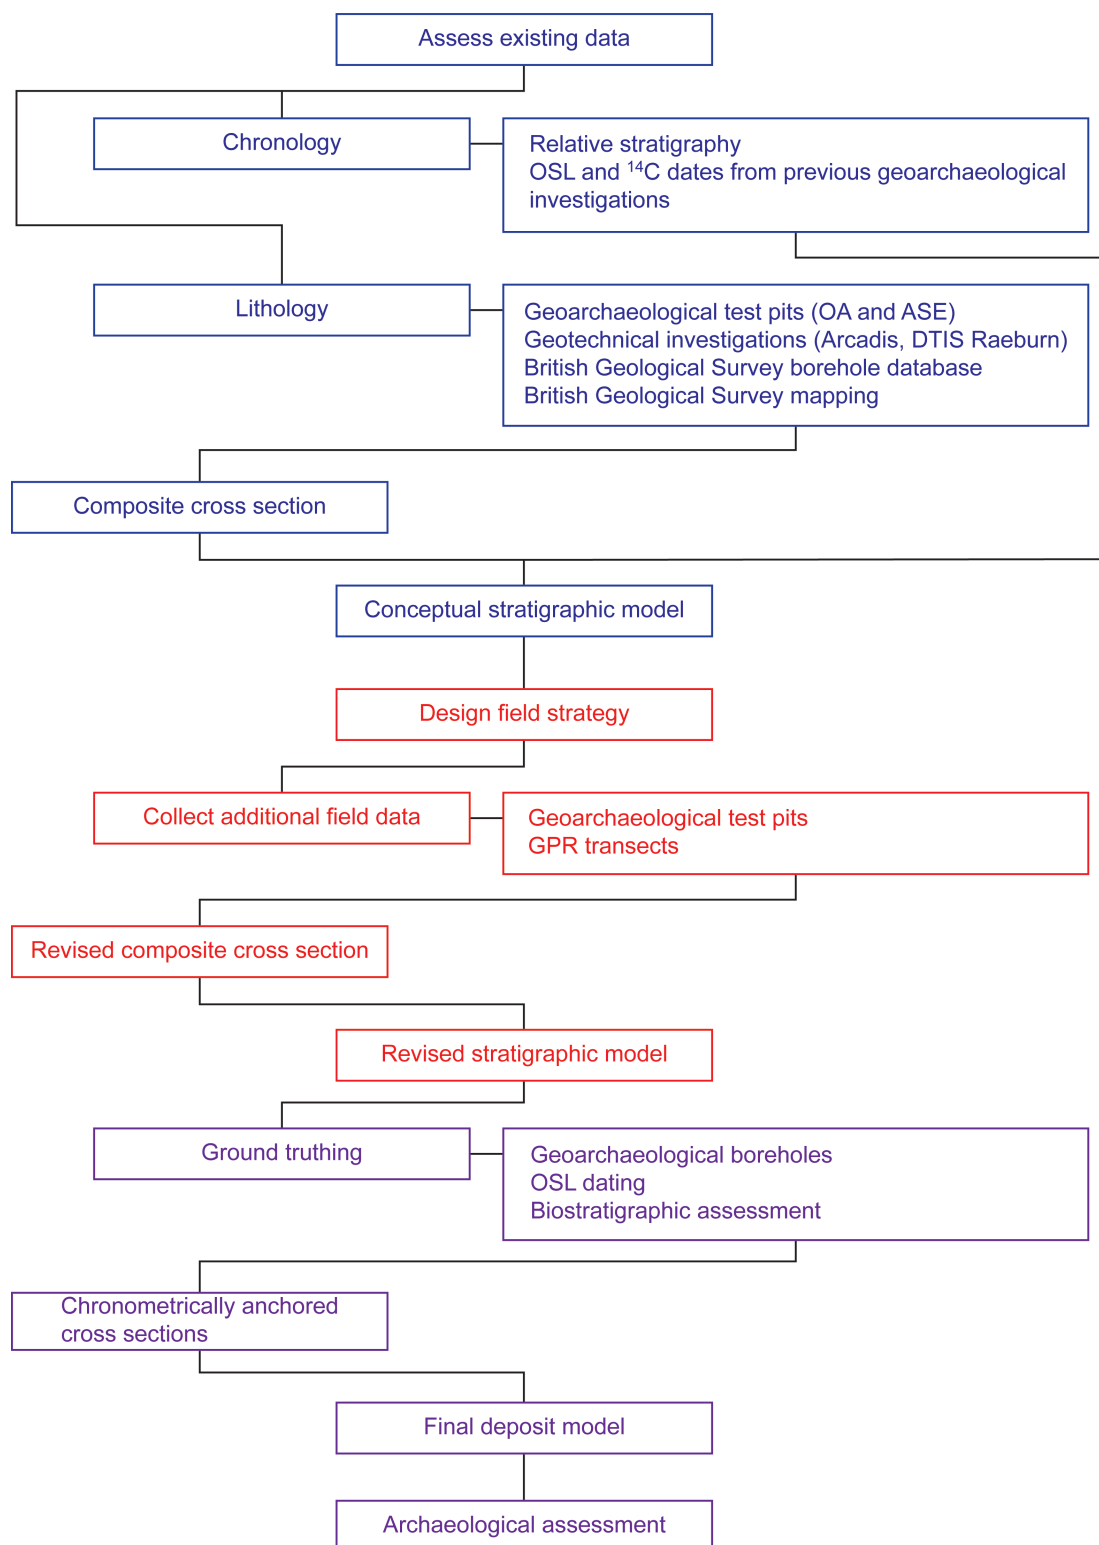 Assess existing data
Chronology
Relative stratigraphy
OSL and ¹⁴C dates from previous geoarchaeological
investigations
Lithology
Geoarchaeological test pits (OA and ASE)
Geotechnical investigations (Arcadis, DTIS Raeburn)
British Geological Survey borehole database
British Geological Survey mapping
Composite cross section
Conceptual stratigraphic model
Design field strategy
Collect additional field data
Geoarchaeological test pits
GPR transects
Revised composite cross section
Revised stratigraphic model
Ground truthing
Geoarchaeological boreholes
OSL dating
Biostratigraphic assessment
Chronometrically anchored
cross sections
Final deposit model
Archaeological assessment